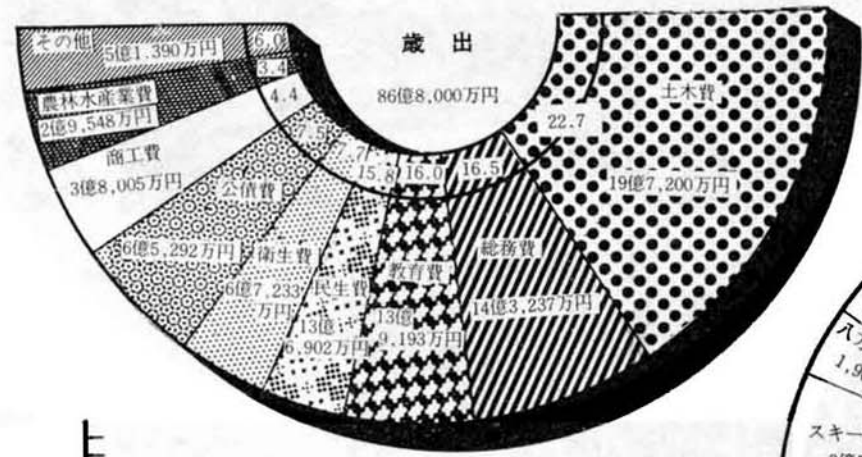 歳出
86億8,000万円
その他
5億1.390万円
6.0
農林水産業費
2億9,548万円
3.4
商工費
3億8,005万円
4.4
公債費
6億5,292万円
7.5
衛生費
6億7,233
万円
7.7
民生費
13億
6,902万円
15.8
教育費
13億
9.193万円
16.0
総務費
14億3,237万円
16.5
土木費
19億7,200万円
22.7
スキー